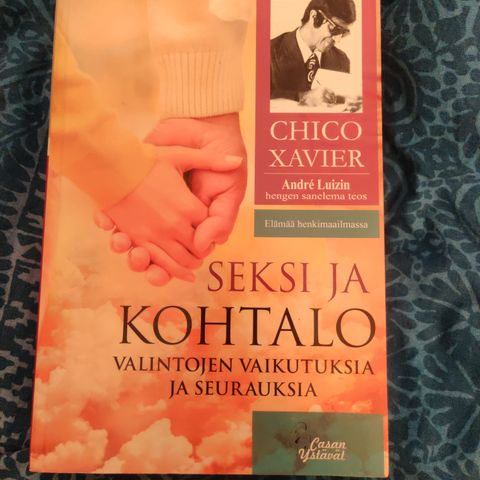 CHICO
XAVIER
André Luizin
hengen sanelema teos
Elämää henkimaailmassa
SEKSI JA
KOHTALO
VALINTOJEN VAIKUTUKSIA
JA SEURAUKSIA
Casan
Ystävät